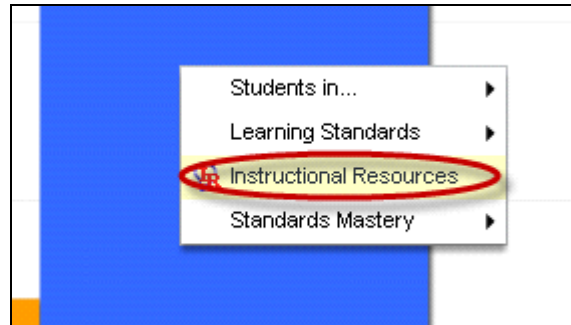 Students in...
Learning Standards
Instructional Resources
Standards Mastery